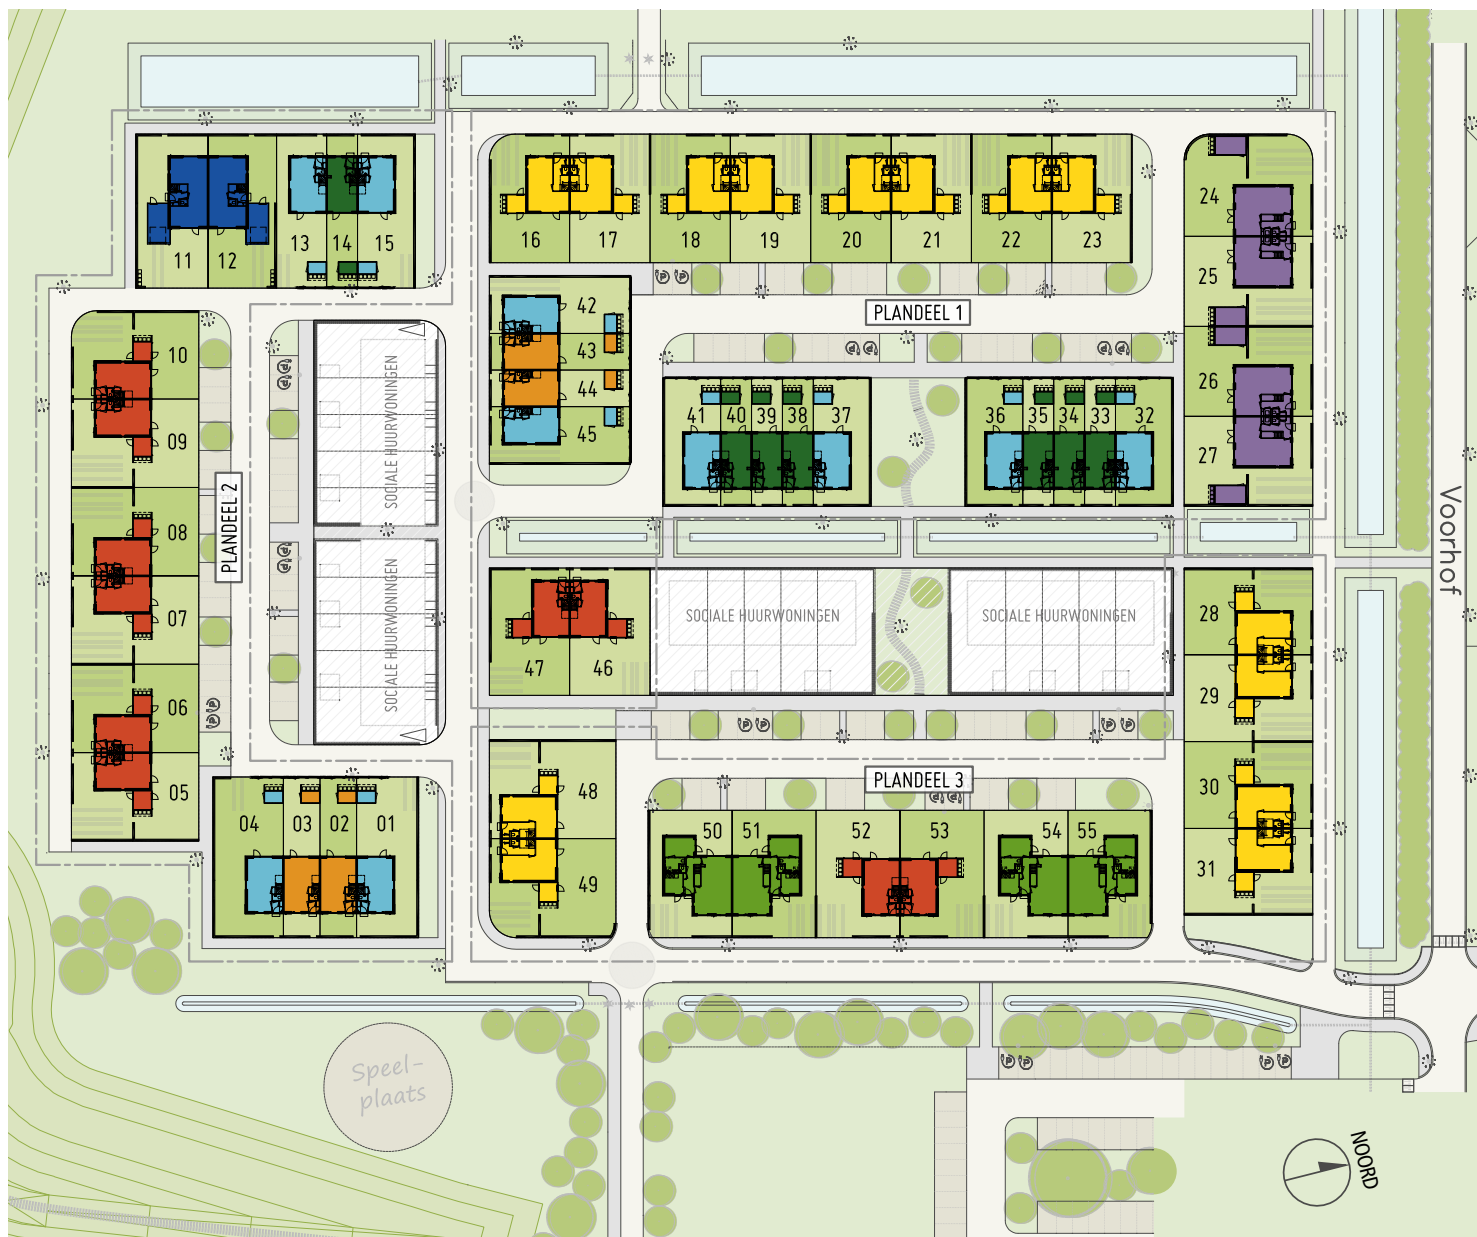 11 12 13 14 15
16 17 18 19 20 21 22 23
24
25
26
27
PLANDEEL 1
42
43
44
45
41 40 39 38 37
36 35 34 33 32
10
09
08
07
06
05
PLANDEEL 2
SOCIALE HUURWONINGEN
SOCIALE HUURWONINGEN
Voorhof
47 46
SOCIALE HUURWONINGEN
SOCIALE HUURWONINGEN
28
29
30
31
PLANDEEL 3
04 03 02 01
48
49
50 51 52 53 54 55
Speel-
plaats
NOORD